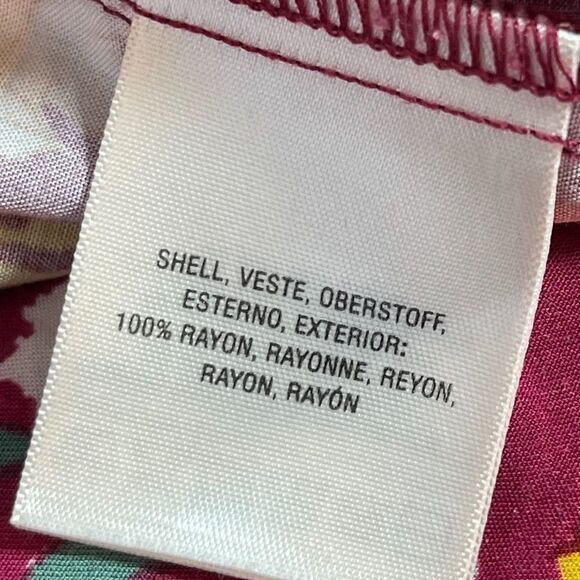 SHELL, VESTE, OBERSTOFF,
ESTERNO, EXTERIOR:
100% RAYON, RAYONNE, REYON,
RAYON, RAYÓN